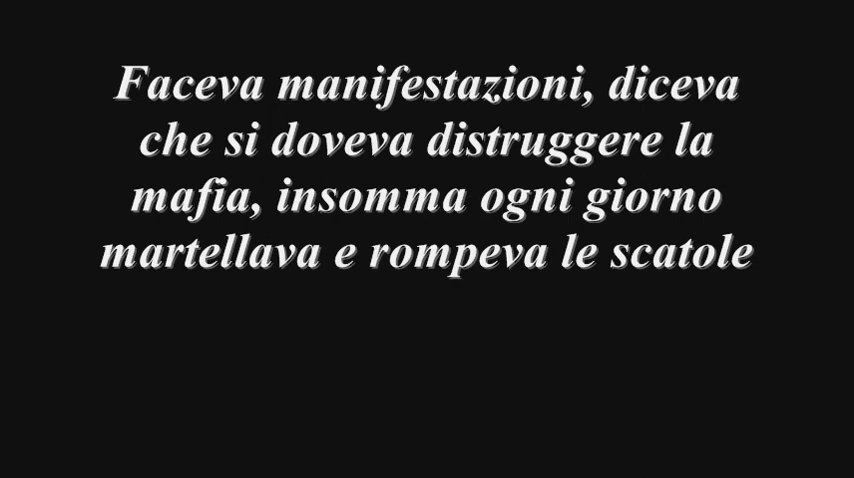 Faceva manifestazioni, diceva
che si doveva distruggere la
mafia, insomma ogni giorno
martellava e rompeva le scatole